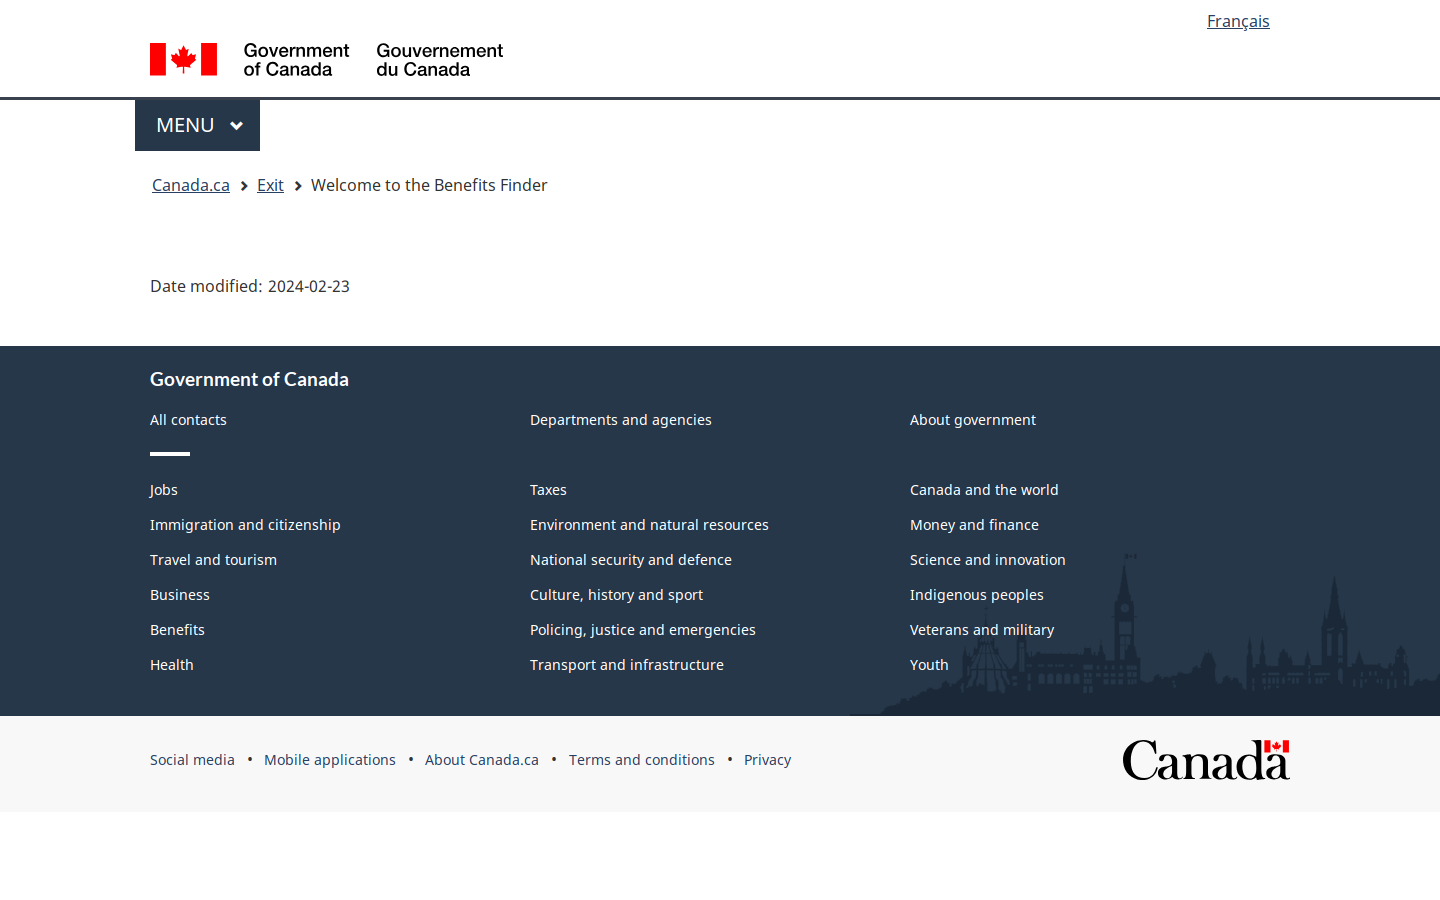 Français
Government
of Canada
Gouvernement
du Canada
MENU
Canada.ca > Exit > Welcome to the Benefits Finder
Date modified: 2024-02-23
Government of Canada
All contacts
Departments and agencies
About government
Jobs
Taxes
Canada and the world
Immigration and citizenship
Environment and natural resources
Money and finance
Travel and tourism
National security and defence
Science and innovation
Business
Culture, history and sport
Indigenous peoples
Benefits
Policing, justice and emergencies
Veterans and military
Health
Transport and infrastructure
Youth
Social media • Mobile applications • About Canada.ca • Terms and conditions • Privacy
Canada